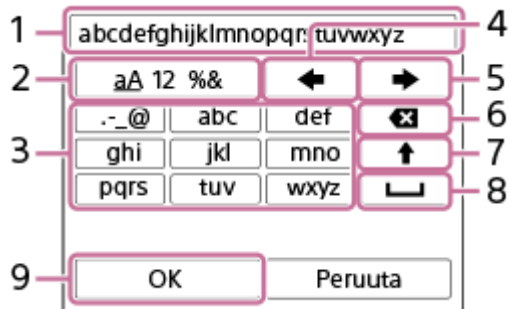 1 abcdefghijklmnopqrstuvwxyz 4
2 aA 12 %& 5
.-_@ abc def 6
3 ghi jkl mno 7
pqrs tuv wxyz 8
9 OK Peruuta